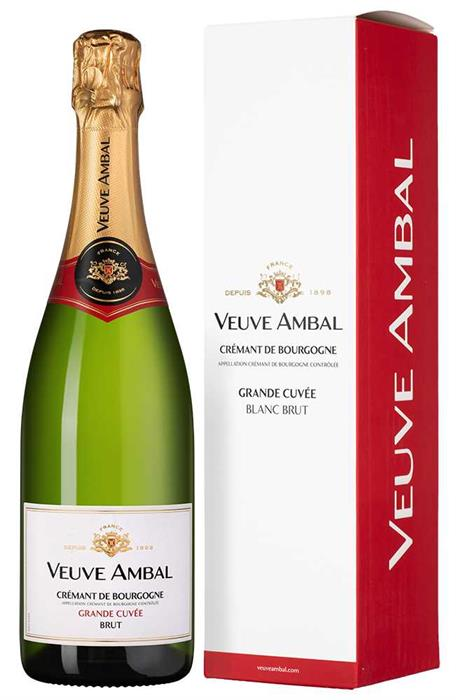 VEUVE AMBAL
VE
FRANCE
DEPUIS 1898
VEUVE AMBAL
CRÉMANT DE BOURGOGNE
APPELLATION CRÉMANT DE BOURGOGNE CONTRÔLÉE
GRANDE CUVÉE
BRUT
FRANCE
DEPUIS 1898
VEUVE AMBAL
CRÉMANT DE BOURGOGNE
APPELLATION CRÉMANT DE BOURGOGNE CONTRÔLÉE
GRANDE CUVÉE
BLANC BRUT
VEUVE AMBAL
veuveambal.com